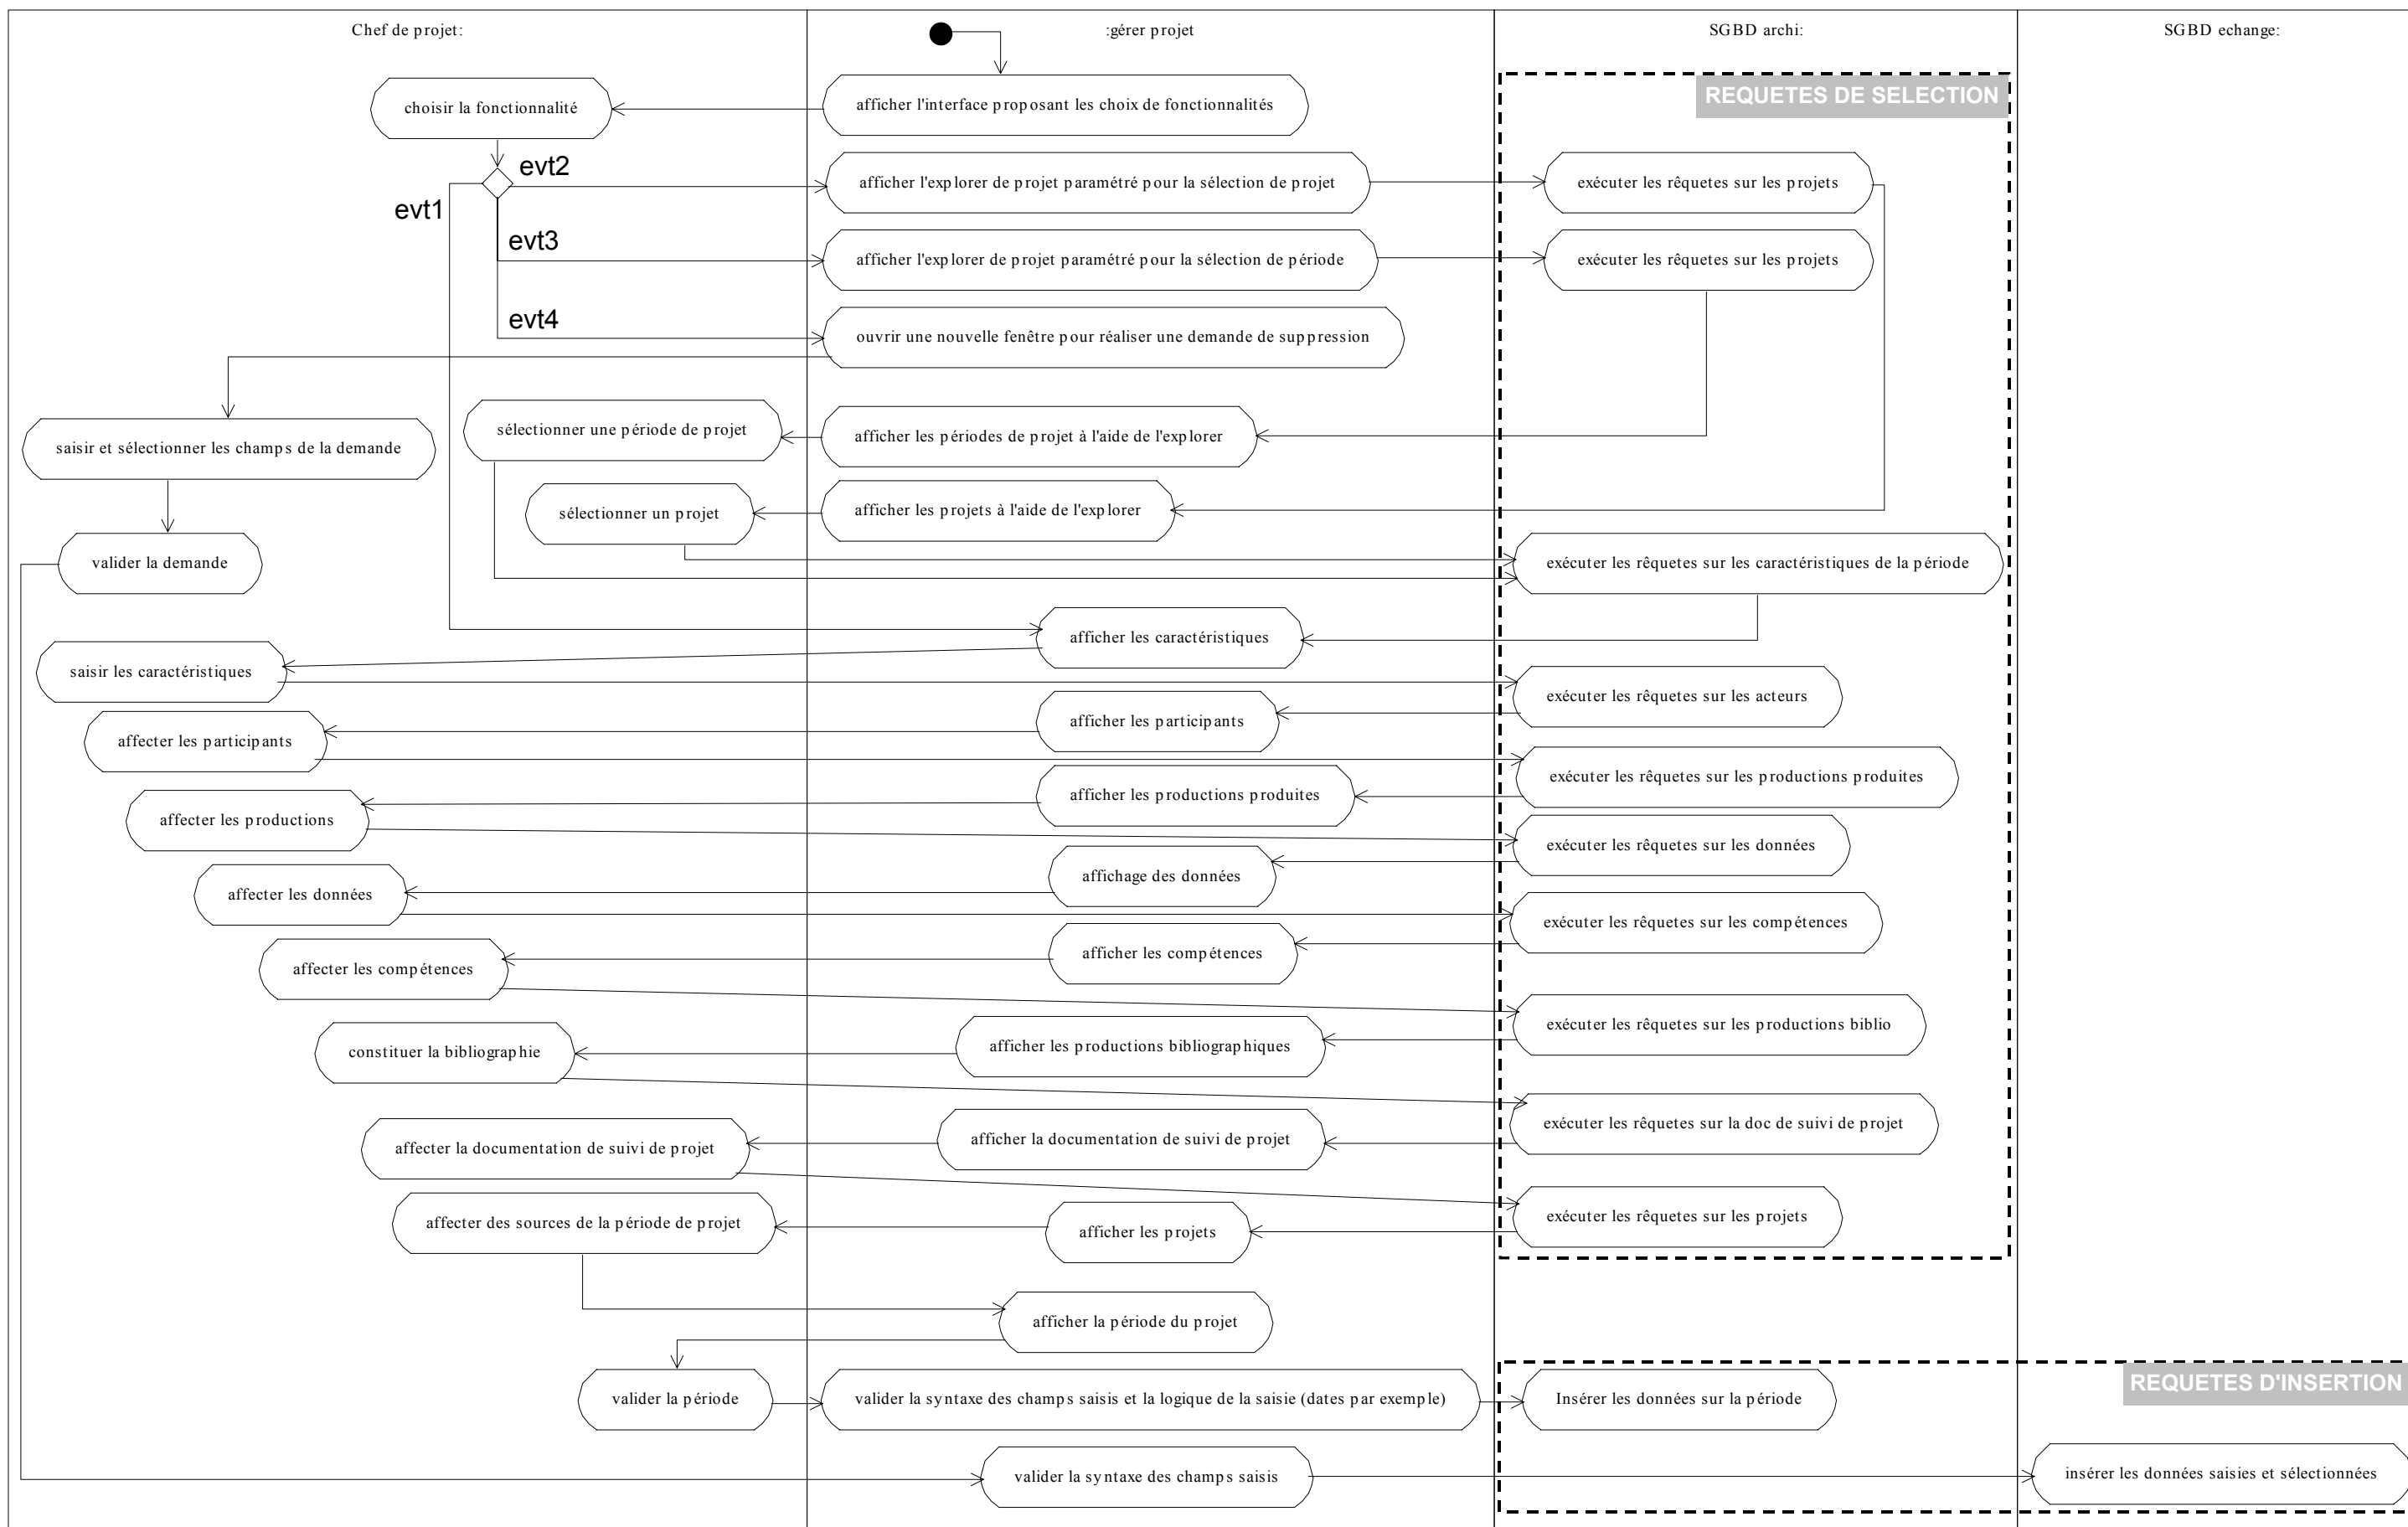 Chef de projet:
:gérer projet
SGBD archi:
SGBD echange:
REQUETES DE SELECTION
choisir la fonctionnalité
afficher l'interface proposant les choix de fonctionnalités
evt2
afficher l'explorer de projet paramétré pour la sélection de projet
exécuter les rêquetes sur les projets
evt1
evt3
afficher l'explorer de projet paramétré pour la sélection de période
exécuter les rêquetes sur les projets
evt4
ouvrir une nouvelle fenêtre pour réaliser une demande de suppression
saisir et sélectionner les champs de la demande
sélectionner une période de projet
afficher les périodes de projet à l'aide de l'explorer
sélectionner un projet
afficher les projets à l'aide de l'explorer
valider la demande
exécuter les rêquetes sur les caractéristiques de la période
afficher les caractéristiques
saisir les caractéristiques
exécuter les rêquetes sur les acteurs
afficher les participants
affecter les participants
exécuter les rêquetes sur les productions produites
afficher les productions produites
affecter les productions
exécuter les rêquetes sur les données
affichage des données
affecter les données
exécuter les rêquetes sur les compétences
afficher les compétences
affecter les compétences
exécuter les rêquetes sur les productions biblio
afficher les productions bibliographiques
constituer la bibliographie
exécuter les rêquetes sur la doc de suivi de projet
afficher la documentation de suivi de projet
affecter la documentation de suivi de projet
exécuter les rêquetes sur les projets
afficher les projets
affecter des sources de la période de projet
afficher la période du projet
REQUETES D'INSERTION
valider la période
valider la syntaxe des champs saisis et la logique de la saisie (dates par exemple)
Insérer les données sur la période
valider la syntaxe des champs saisis
insérer les données saisies et sélectionnées